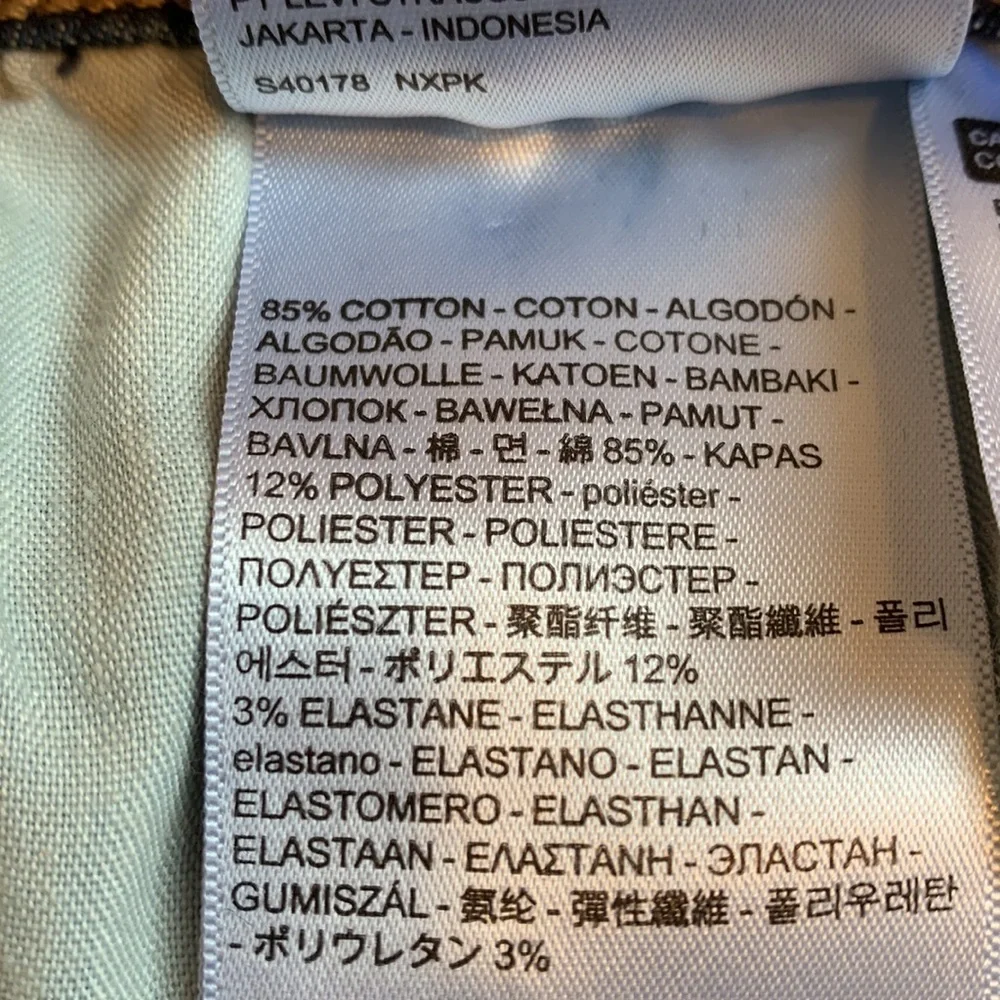 JAKARTA - INDONESIA
S40178 NXPK
85% COTTON - COTON - ALGODÓN -
ALGODÃO - PAMUK - COTONE -
BAUMWOLLE - KATOEN - BAMBAKI -
ХЛОПОК - BAWEŁNA - PAMUT -
BAVLNA - 棉 - 면 - 綿 85% - KAPAS
12% POLYESTER - poliéster -
POLIESTER - POLIESTERE -
ΠΟΛΥΕΣΤΕΡ - ПОЛИЭСТЕР -
POLIÉSZTER - 聚酯纤维 - 聚酯纖維 - 폴리
에스터 - ポリエステル 12%
3% ELASTANE - ELASTHANNE -
elastano - ELASTANO - ELASTAN -
ELASTOMERO - ELASTHAN -
ELASTAAN - ΕΛΑΣΤΑΝΗ - ЭЛАСТАН -
GUMISZÁL - 氨纶 - 彈性纖維 - 폴리우레탄
- ポリウレタン 3%